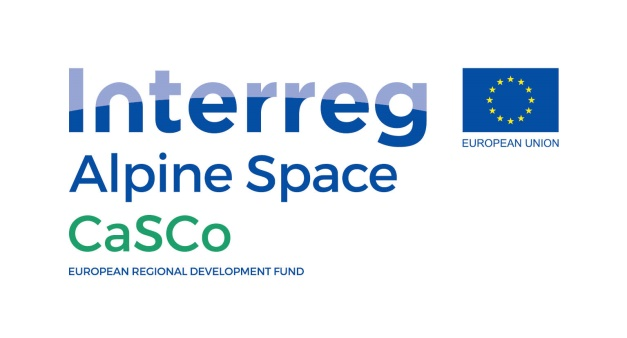 Interreg
EUROPEAN UNION
Alpine Space
CaSCo
EUROPEAN REGIONAL DEVELOPMENT FUND